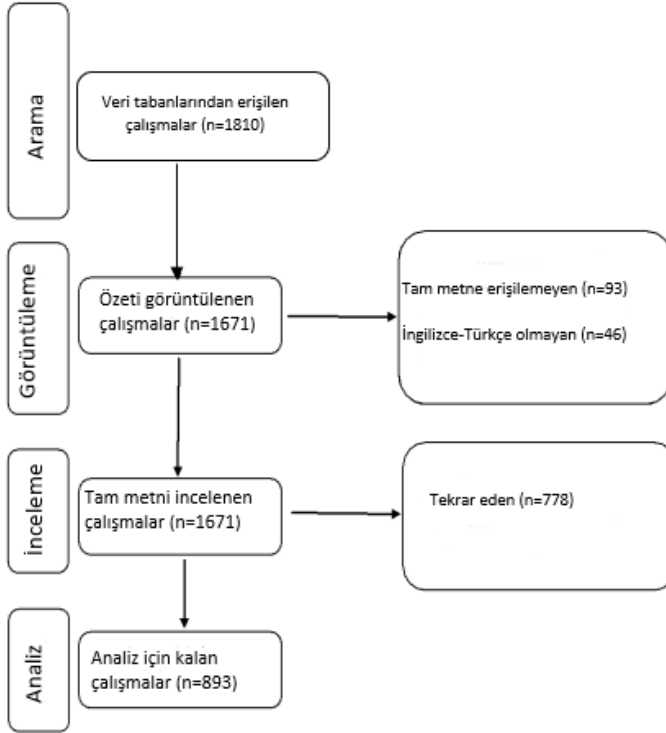 Arama
Veri tabanlarından erişilen
çalışmalar (n=1810)
Görüntüleme
Özeti görüntülenen
çalışmalar (n=1671)
Tam metne erişilemeyen (n=93)
İngilizce-Türkçe olmayan (n=46)
İnceleme
Tam metni incelenen
çalışmalar (n=1671)
Tekrar eden (n=778)
Analiz
Analiz için kalan
çalışmalar (n=893)